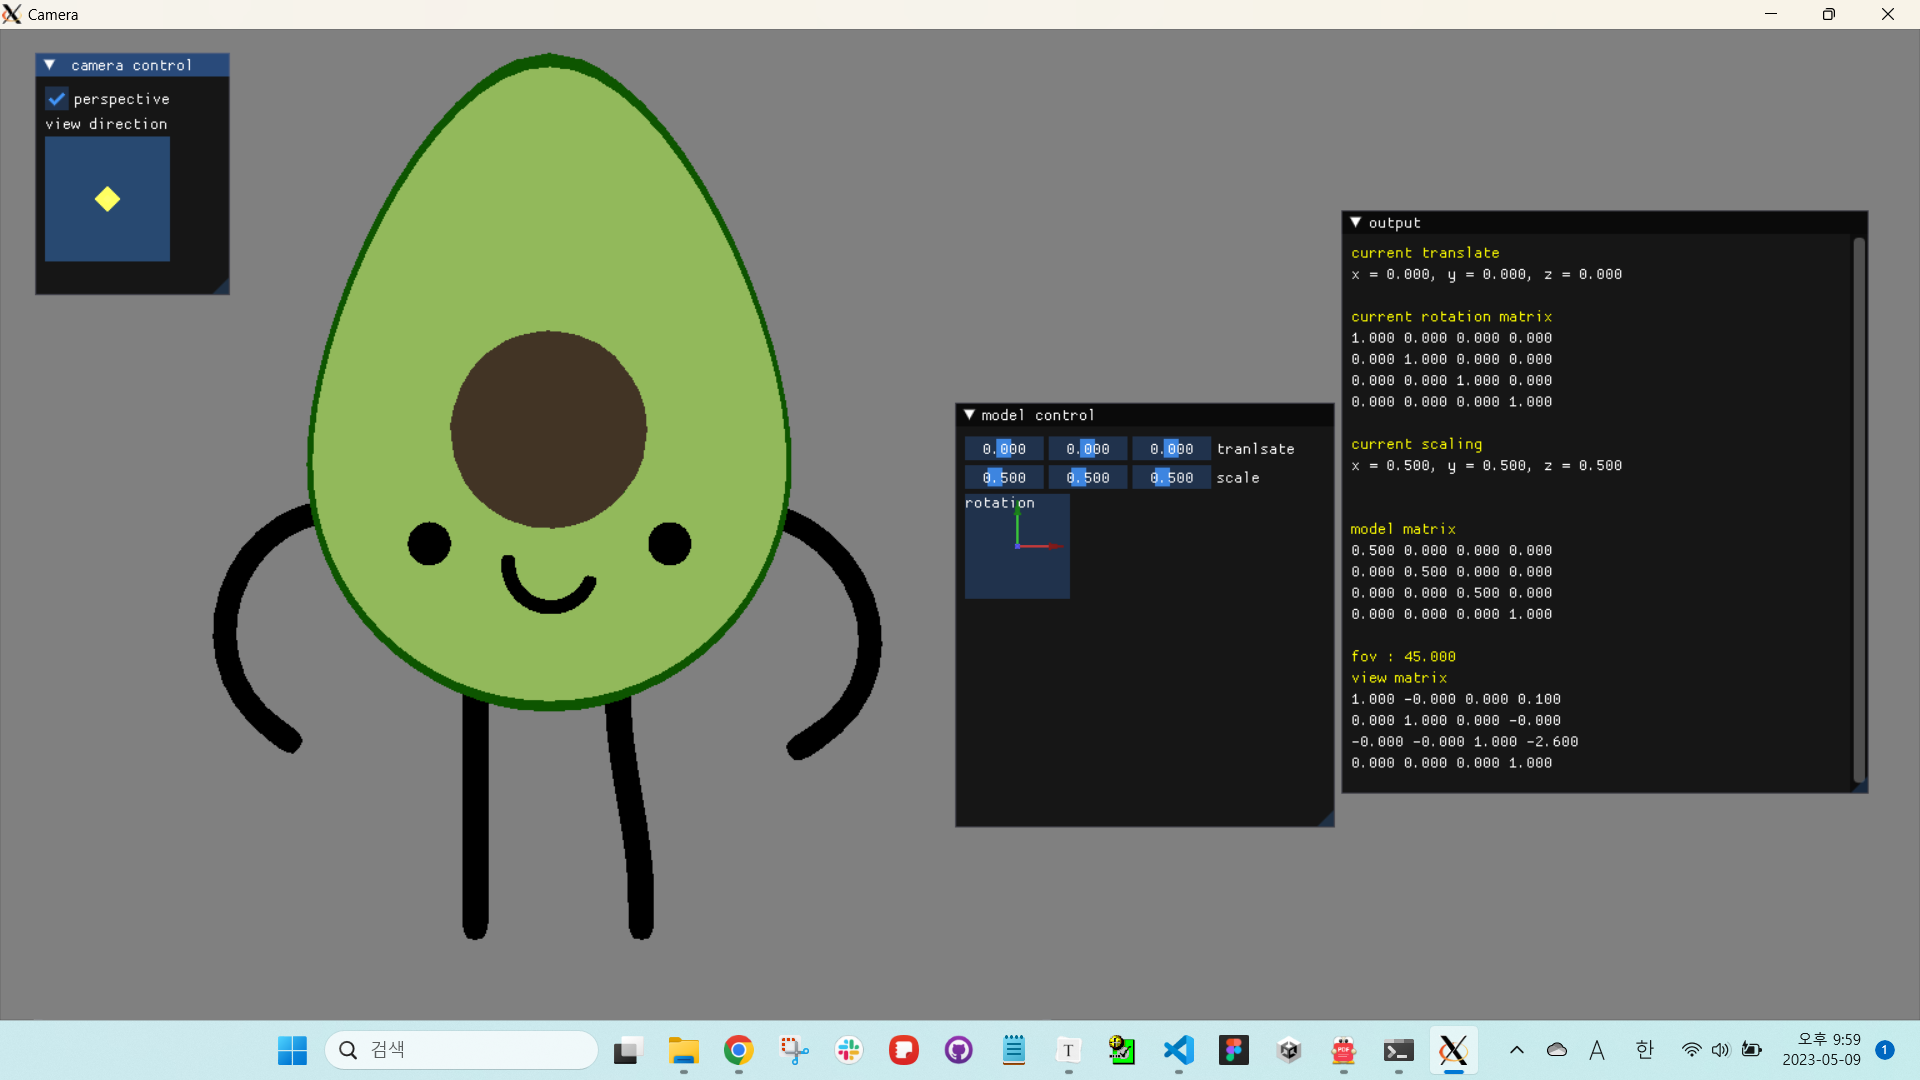 Camera
camera control
perspective
view direction
output
current translate
x = 0.000, y = 0.000, z = 0.000
current rotation matrix
1.000 0.000 0.000 0.000
0.000 1.000 0.000 0.000
0.000 0.000 1.000 0.000
0.000 0.000 0.000 1.000
current scaling
x = 0.500, y = 0.500, z = 0.500
model matrix
0.500 0.000 0.000 0.000
0.000 0.500 0.000 0.000
0.000 0.000 0.500 0.000
0.000 0.000 0.000 1.000
fov : 45.000
view matrix
1.000 -0.000 0.000 0.100
0.000 1.000 0.000 -0.000
-0.000 -0.000 1.000 -2.600
0.000 0.000 0.000 1.000
model control
0.000 0.000 0.000 tranlsate
0.500 0.500 0.500 scale
rotation
검색
T
PDF
A
한
오후 9:59
2023-05-09
1